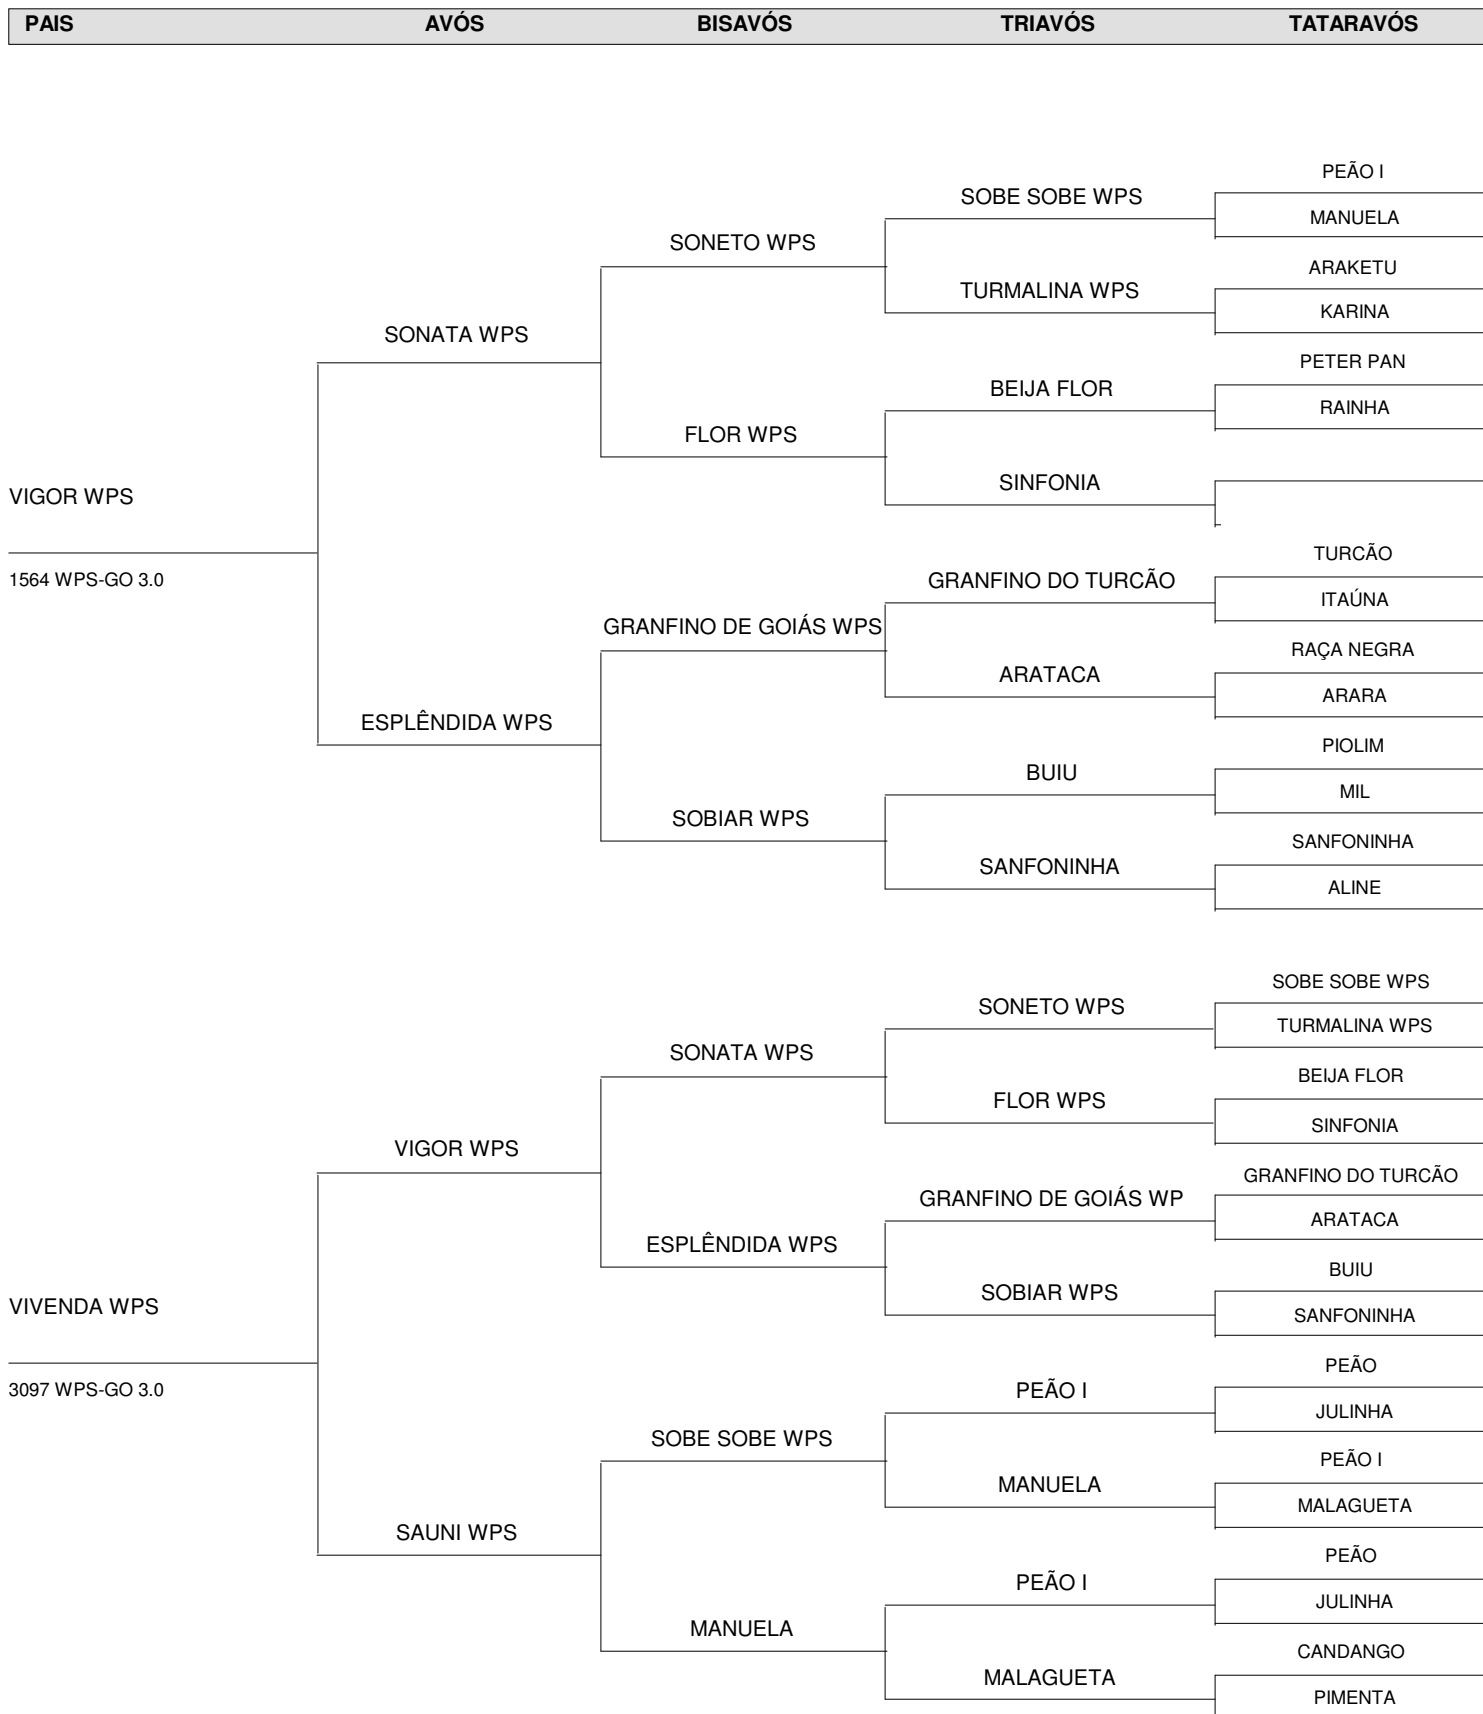 PAIS AVÓS BISAVÓS TRIAVÓS TATARAVÓS
PEÃO I
SOBE SOBE WPS
MANUELA
SONETO WPS
ARAKETU
TURMALINA WPS
KARINA
SONATA WPS
PETER PAN
BEIJA FLOR
RAINHA
FLOR WPS
SINFONIA
VIGOR WPS
TURCÃO
1564 WPS-GO 3.0
GRANFINO DO TURCÃO
ITAÚNA
GRANFINO DE GOIÁS WPS
RAÇA NEGRA
ARATACA
ARARA
ESPLÊNDIDA WPS
PIOLIM
BUIU
MIL
SOBIAR WPS
SANFONINHA
SANFONINHA
ALINE
SOBE SOBE WPS
SONETO WPS
TURMALINA WPS
SONATA WPS
BEIJA FLOR
FLOR WPS
SINFONIA
VIGOR WPS
GRANFINO DO TURCÃO
GRANFINO DE GOIÁS WP
ARATACA
ESPLÊNDIDA WPS
BUIU
SOBIAR WPS
VIVENDA WPS
SANFONINHA
PEÃO
3097 WPS-GO 3.0
PEÃO I
JULINHA
SOBE SOBE WPS
PEÃO I
MANUELA
MALAGUETA
SAUNI WPS
PEÃO
PEÃO I
JULINHA
MANUELA
CANDANGO
MALAGUETA
PIMENTA